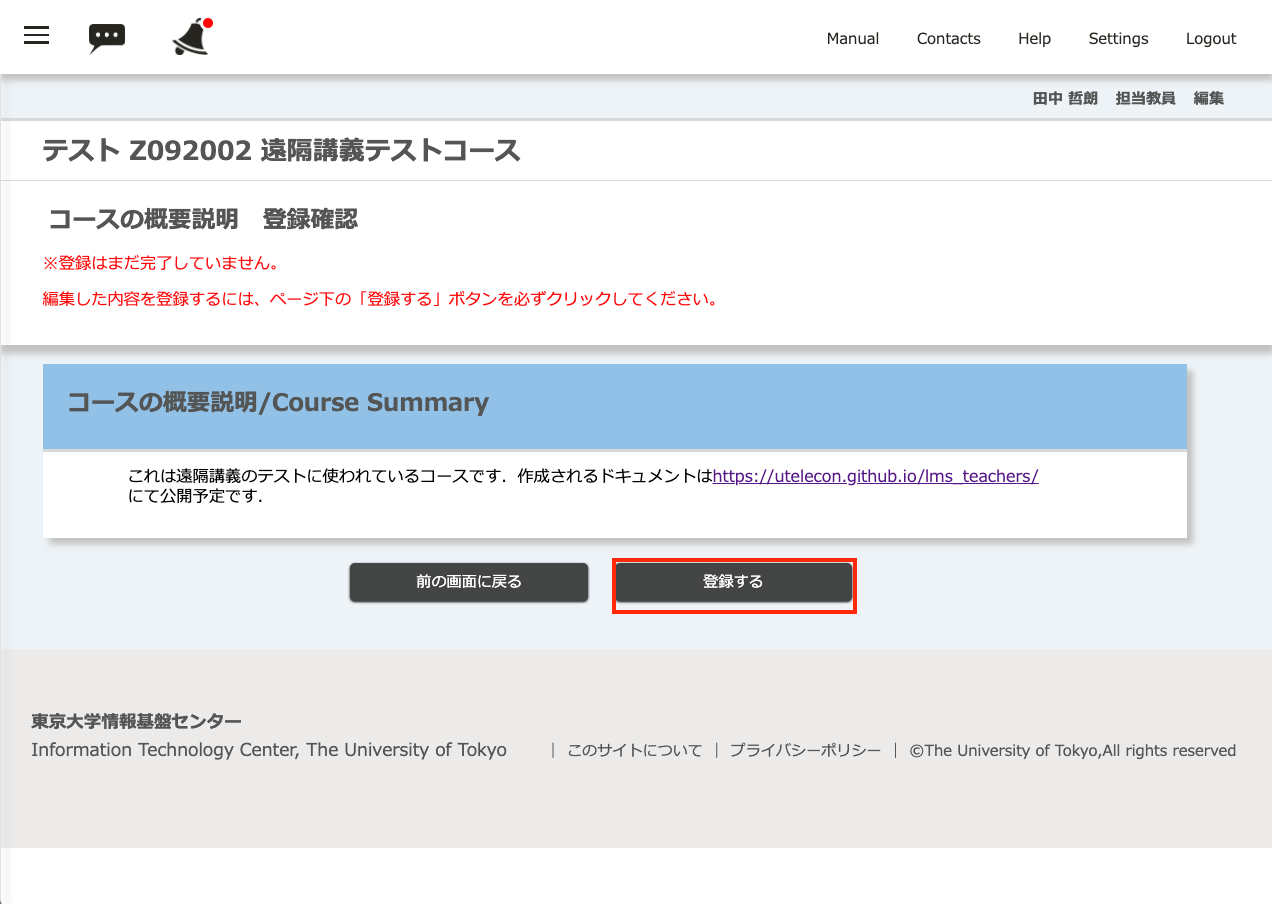 Manual Contacts Help Settings Logout
田中 哲朗 担当教員 編集
テスト Z092002 遠隔講義テストコース
コースの概要説明　登録確認
※登録はまだ完了していません。
編集した内容を登録するには、ページ下の「登録する」ボタンを必ずクリックしてください。
コースの概要説明/Course Summary
これは遠隔講義のテストに使われているコースです．作成されるドキュメントはhttps://utelecon.github.io/lms_teachers/
にて公開予定です．
前の画面に戻る 登録する
東京大学情報基盤センター
Information Technology Center, The University of Tokyo ｜ このサイトについて ｜ プライバシーポリシー ｜ ©The University of Tokyo,All rights reserved